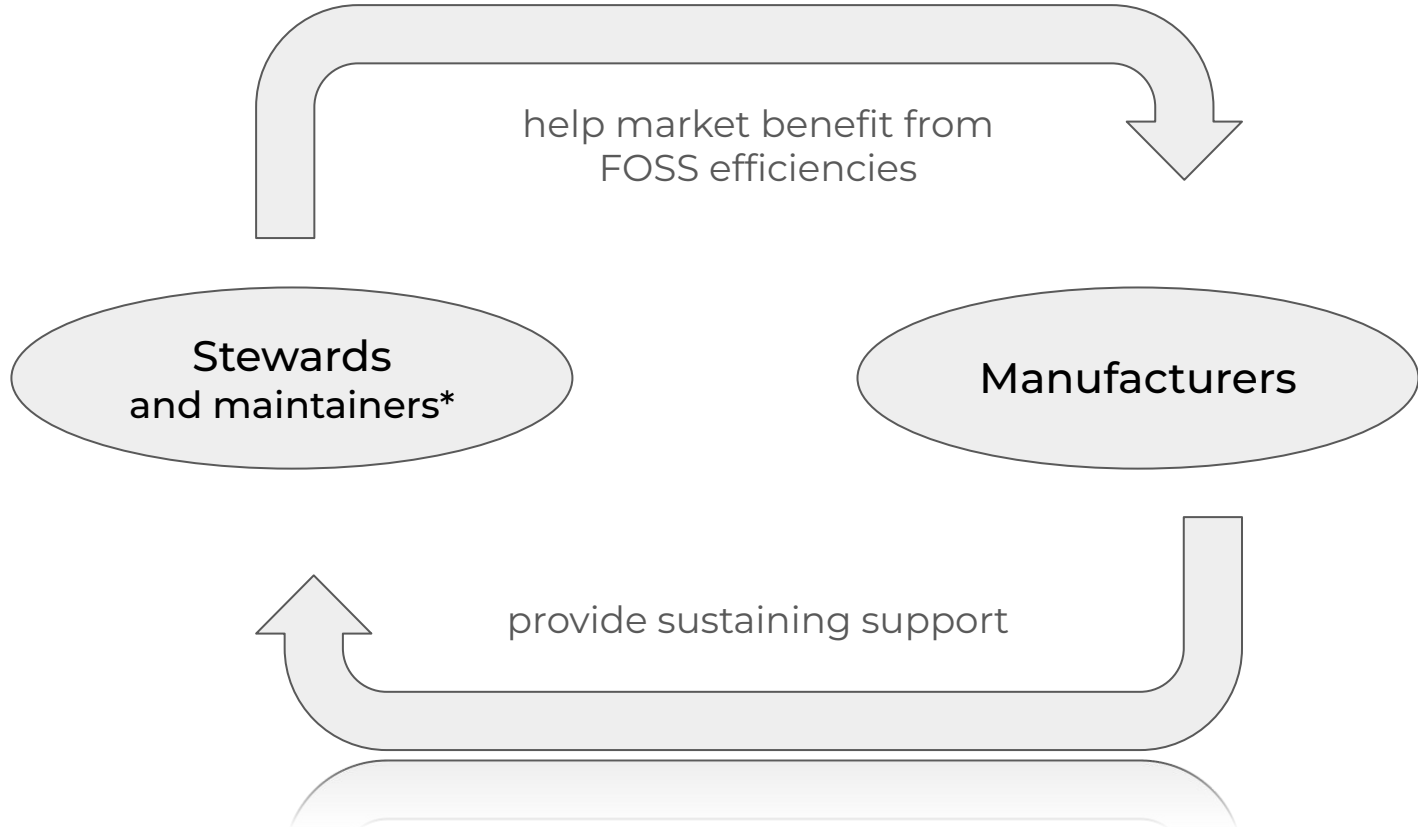 help market benefit from
FOSS efficiencies
Stewards
and maintainers*
Manufacturers
provide sustaining support